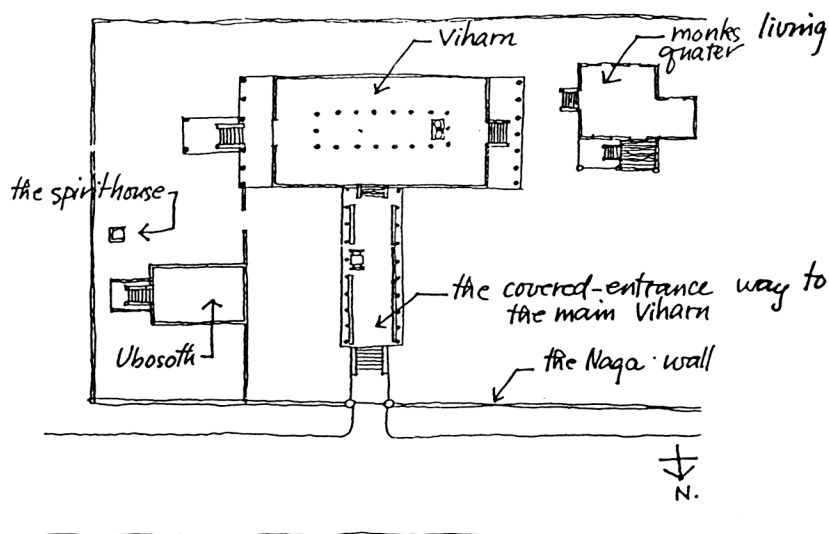 Viharn
monks living
quater
the spirithouse
the covered-entrance way to
the main Viharn
Ubosoth
the Naga wall
N.